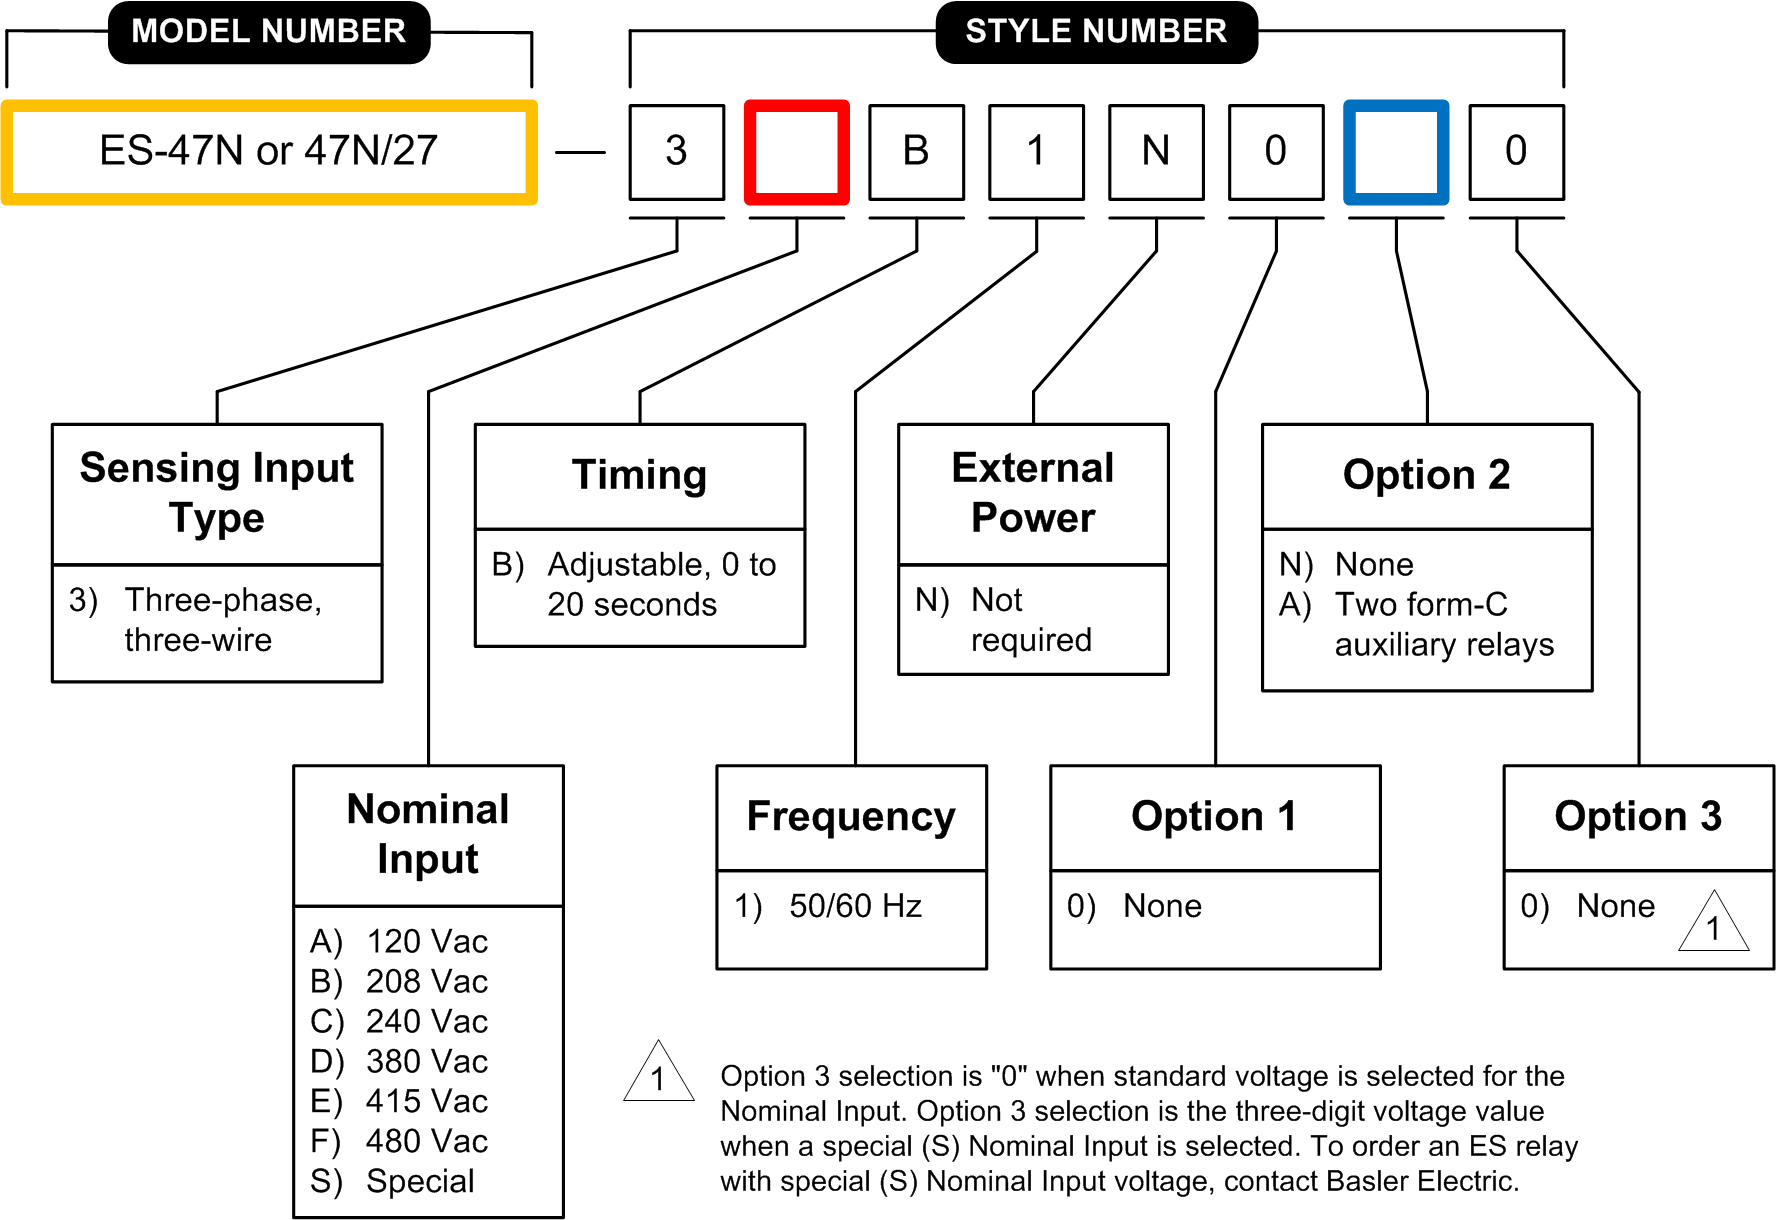 MODEL NUMBER
STYLE NUMBER
ES-47N or 47N/27 — 3 B 1 N 0 0
Sensing Input
Type
3) Three-phase,
three-wire
Timing
B) Adjustable, 0 to
20 seconds
External
Power
N) Not
required
Option 2
N) None
A) Two form-C
auxiliary relays
Nominal
Input
A) 120 Vac
B) 208 Vac
C) 240 Vac
D) 380 Vac
E) 415 Vac
F) 480 Vac
S) Special
Frequency
1) 50/60 Hz
Option 1
0) None
Option 3
0) None 1
1 Option 3 selection is "0" when standard voltage is selected for the
Nominal Input. Option 3 selection is the three-digit voltage value
when a special (S) Nominal Input is selected. To order an ES relay
with special (S) Nominal Input voltage, contact Basler Electric.